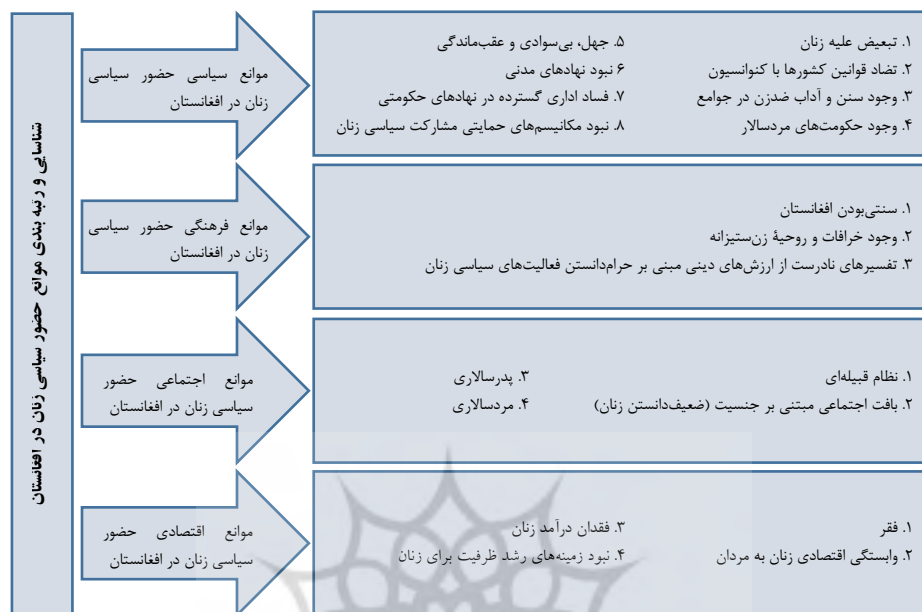 شناسایی و رتبه بندی موانع حضور سیاسی زنان در افغانستان
موانع سیاسی حضور سیاسی
زنان در افغانستان
۱. تبعیض علیه زنان
۲. تضاد قوانین کشورها با کنوانسیون
۳. وجود سنن و آداب ضدزن در جوامع
۴. وجود حکومت‌های مردسالار
۵. جهل، بی‌سوادی و عقب‌ماندگی
۶ نبود نهادهای مدنی
۷. فساد اداری گسترده در نهادهای حکومتی
۸. نبود مکانیسم‌های حمایتی مشارکت سیاسی زنان
موانع فرهنگی حضور سیاسی
زنان در افغانستان
۱. سنتی‌بودن افغانستان
۲. وجود خرافات و روحیهٔ زن‌ستیزانه
۳. تفسیرهای نادرست از ارزش‌های دینی مبنی بر حرام‌دانستن فعالیت‌های سیاسی زنان
موانع اجتماعی حضور
سیاسی زنان در افغانستان
۱. نظام قبیله‌ای
۲. بافت اجتماعی مبتنی بر جنسیت (ضعیف‌دانستن زنان)
۳. پدرسالاری
۴. مردسالاری
موانع اقتصادی حضور
سیاسی زنان در افغانستان
۱. فقر
۲. وابستگی اقتصادی زنان به مردان
۳. فقدان درآمد زنان
۴. نبود زمینه‌های رشد ظرفیت برای زنان